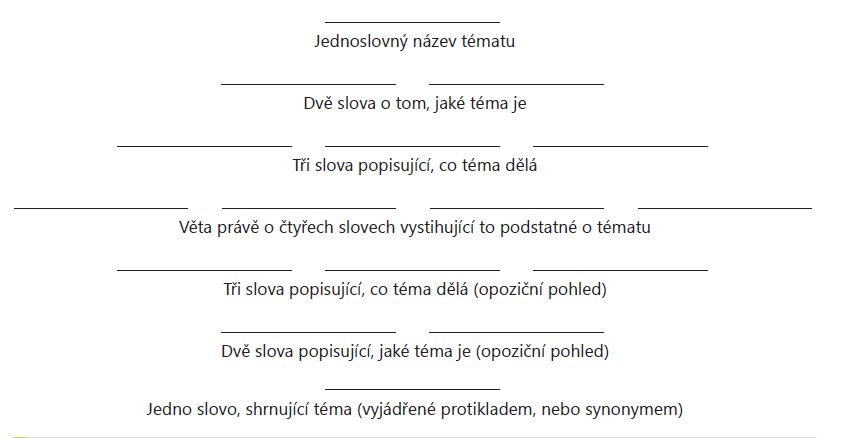 Jednoslovný název tématu
Dvě slova o tom, jaké téma je
Tři slova popisující, co téma dělá
Věta právě o čtyřech slovech vystihující to podstatné o tématu
Tři slova popisující, co téma dělá (opoziční pohled)
Dvě slova popisující, jaké téma je (opoziční pohled)
Jedno slovo, shrnující téma (vyjádřené protikladem, nebo synonymem)